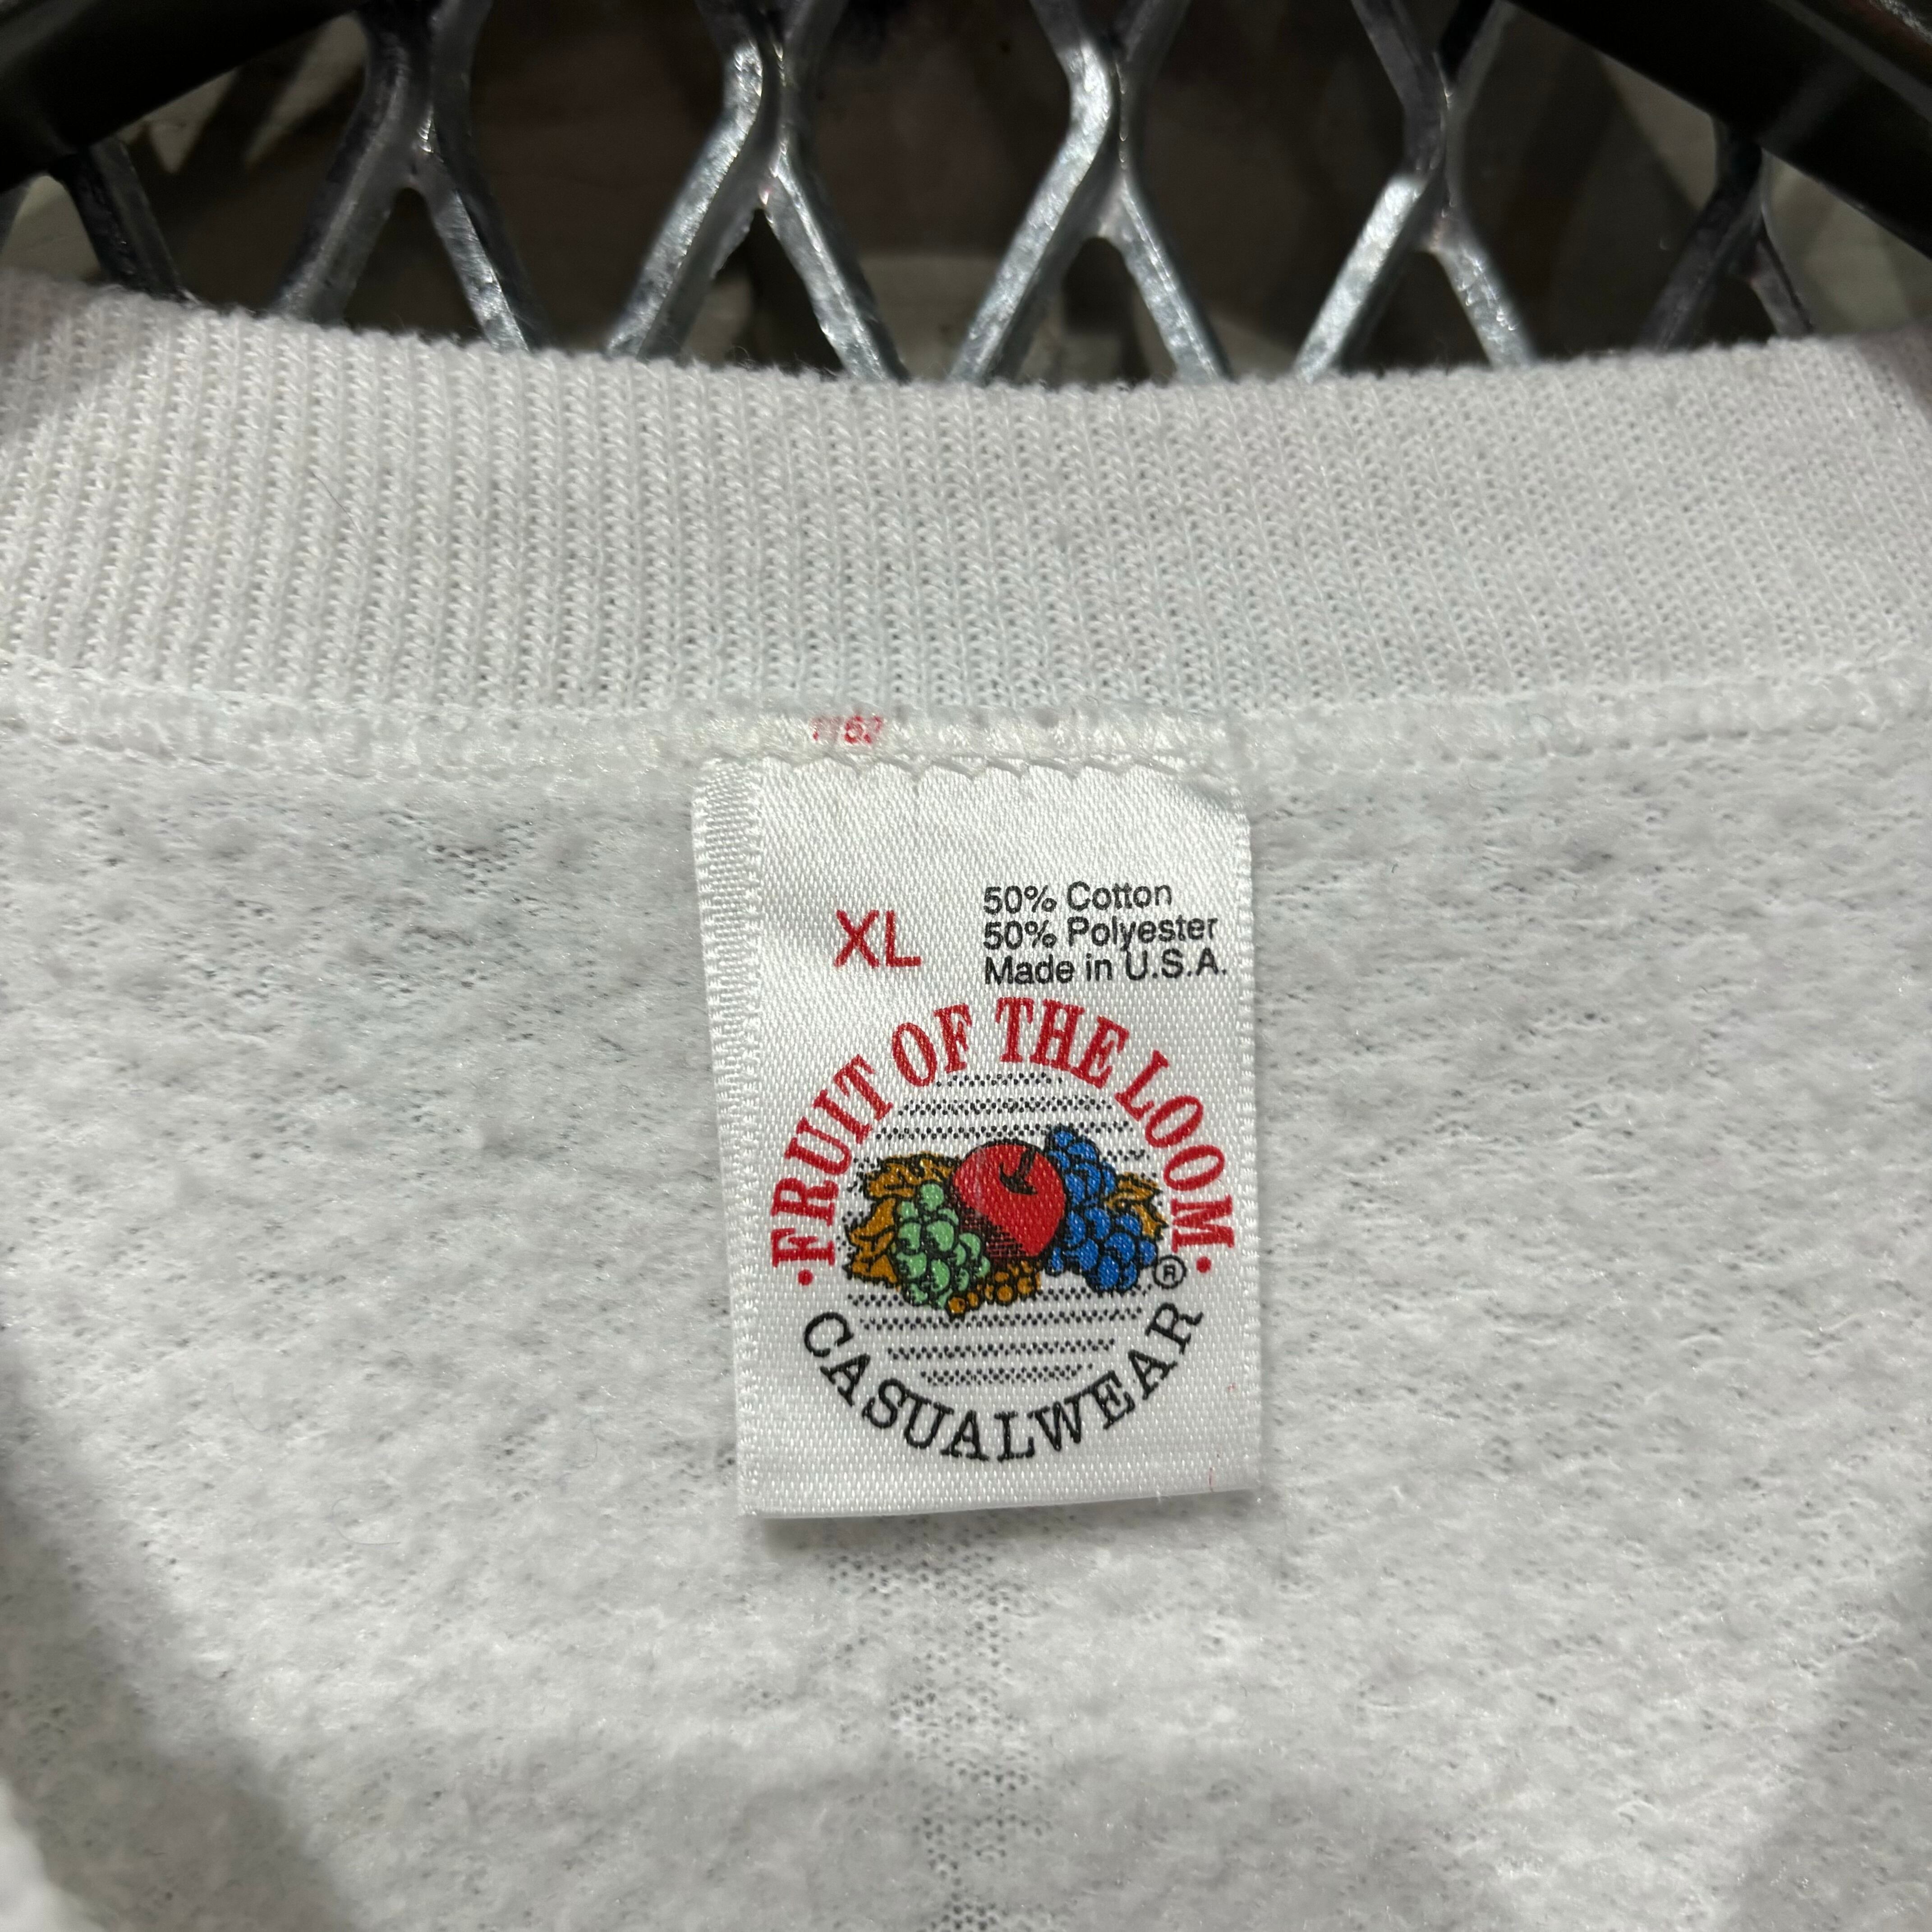 XL
50% Cotton
50% Polyester
Made in U.S.A.
·FRUIT OF THE LOOM·
®
CASUALWEAR